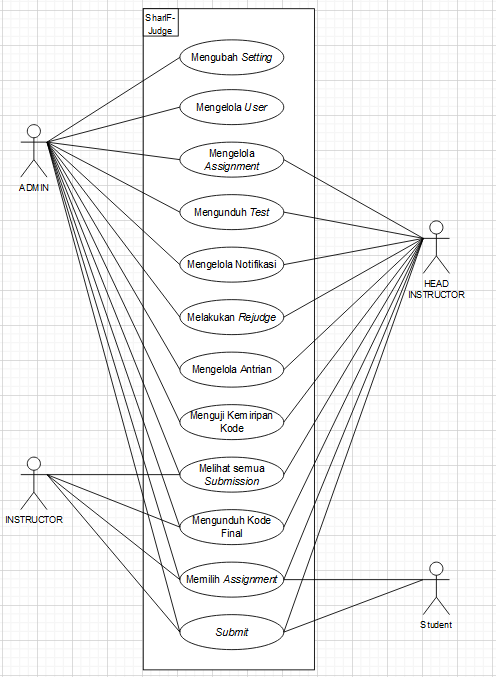 SharIF-
Judge
Mengubah Setting
Mengelola User
Mengelola
Assignment
Mengunduh Test
Mengelola Notifikasi
Melakukan Rejudge
Mengelola Antrian
Menguji Kemiripan
Kode
Melihat semua
Submission
Mengunduh Kode
Final
Memilih Assignment
Submit
ADMIN
INSTRUCTOR
HEAD
INSTRUCTOR
Student